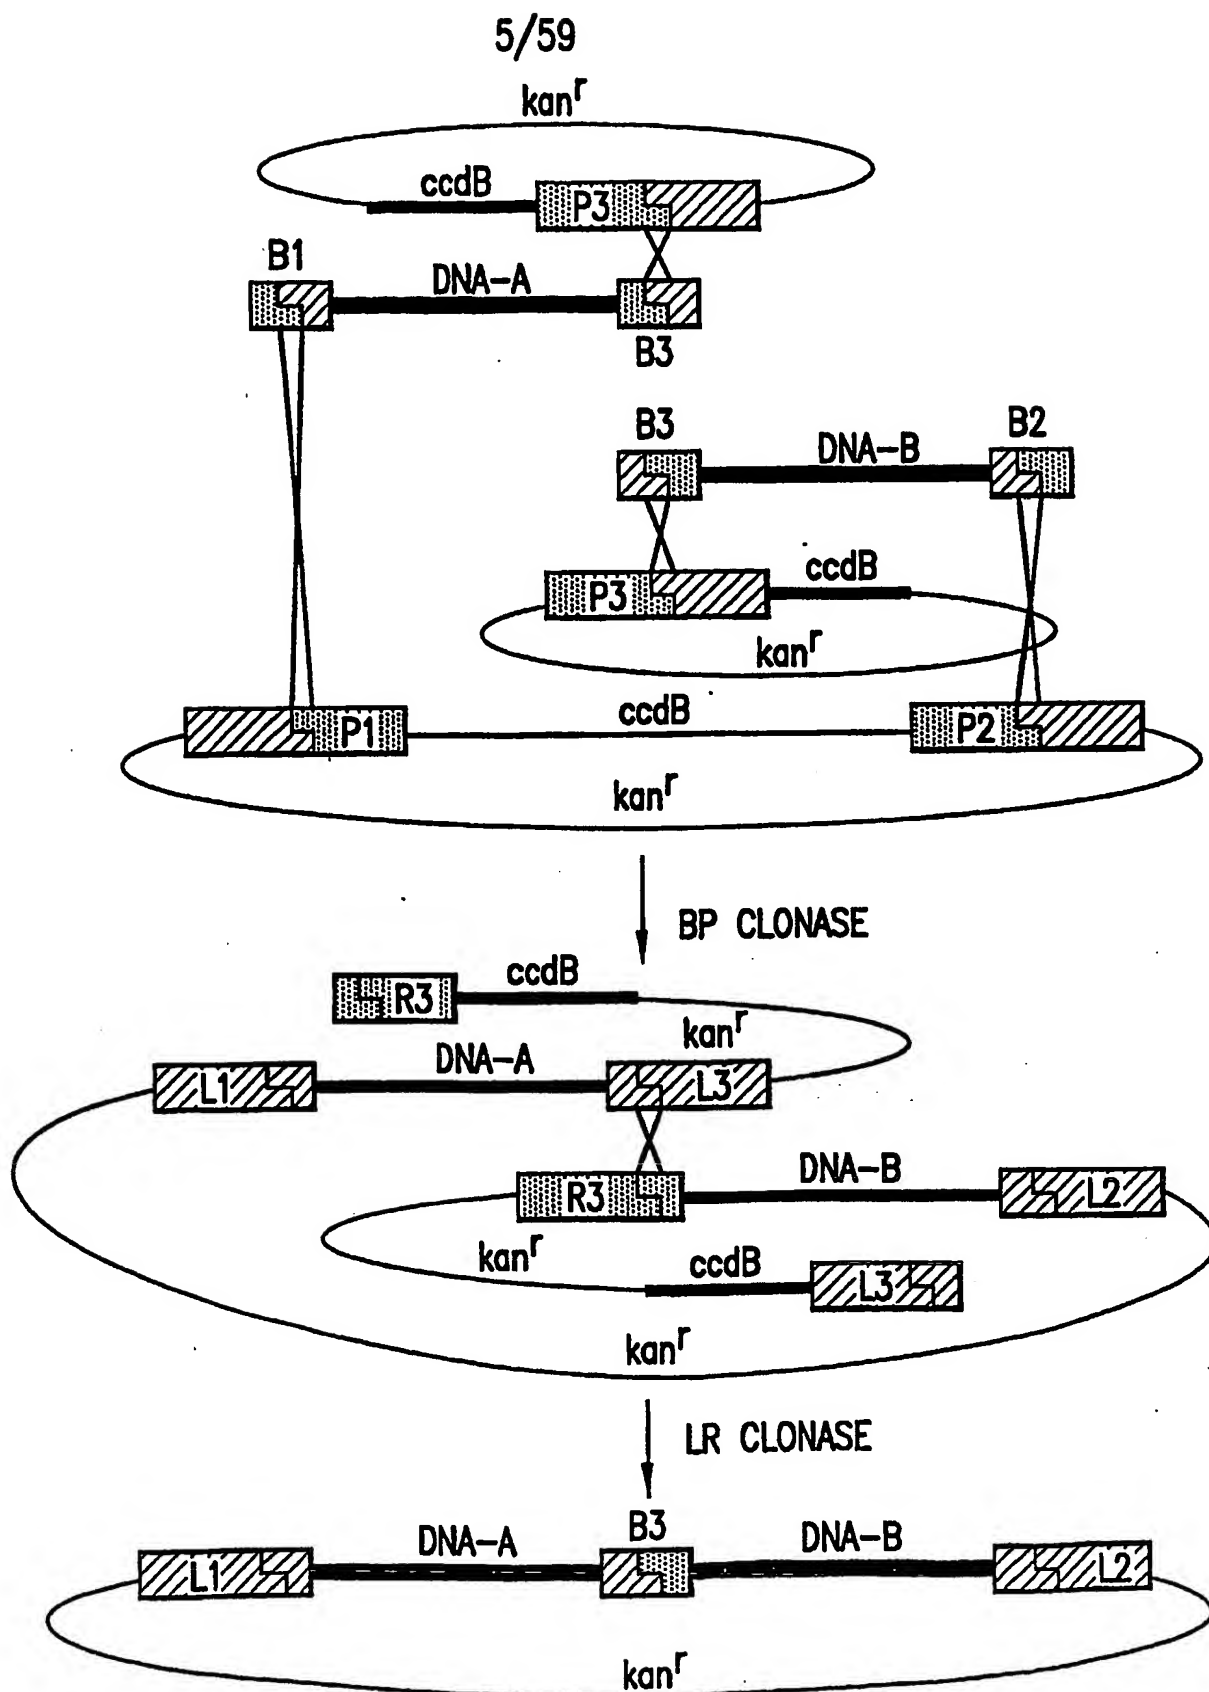 5/59
kanʳ
ccdB
P3
B1
DNA-A
B3
B3
DNA-B
B2
P3
ccdB
kanʳ
P1
ccdB
P2
kanʳ
BP CLONASE
R3
ccdB
kanʳ
L1
DNA-A
L3
R3
DNA-B
L2
kanʳ
ccdB
L3
kanʳ
LR CLONASE
L1
DNA-A
B3
DNA-B
L2
kanʳ